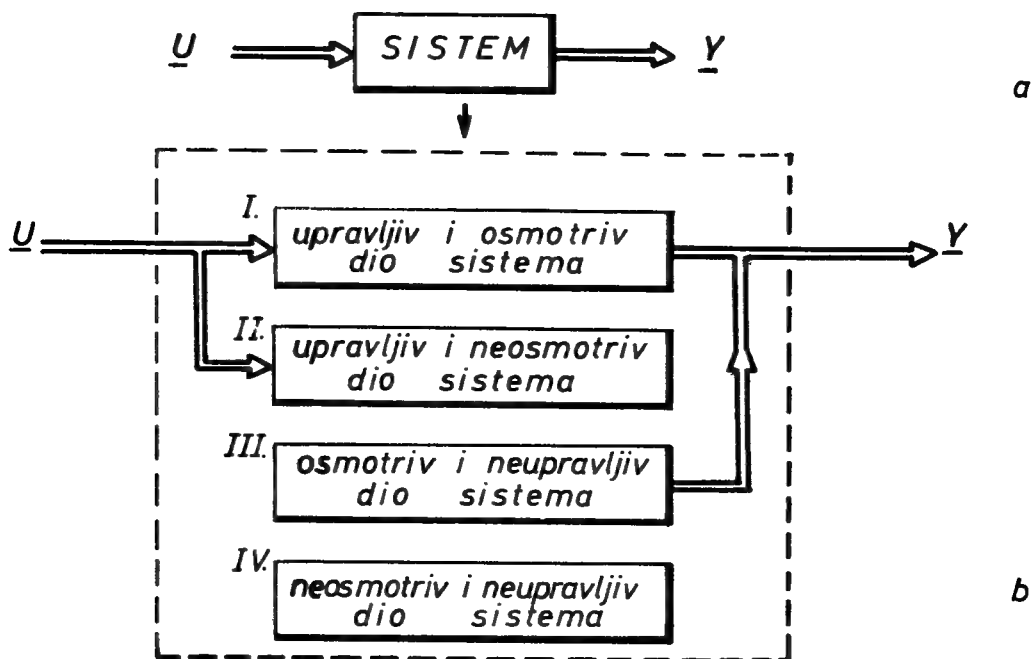 U SISTEM Y
a
U
Y
I.
upravljiv i osmotriv
dio sistema
II.
upravljiv i neosmotriv
dio sistema
III.
osmotriv i neupravljiv
dio sistema
IV.
neosmotriv i neupravljiv
dio sistema
b